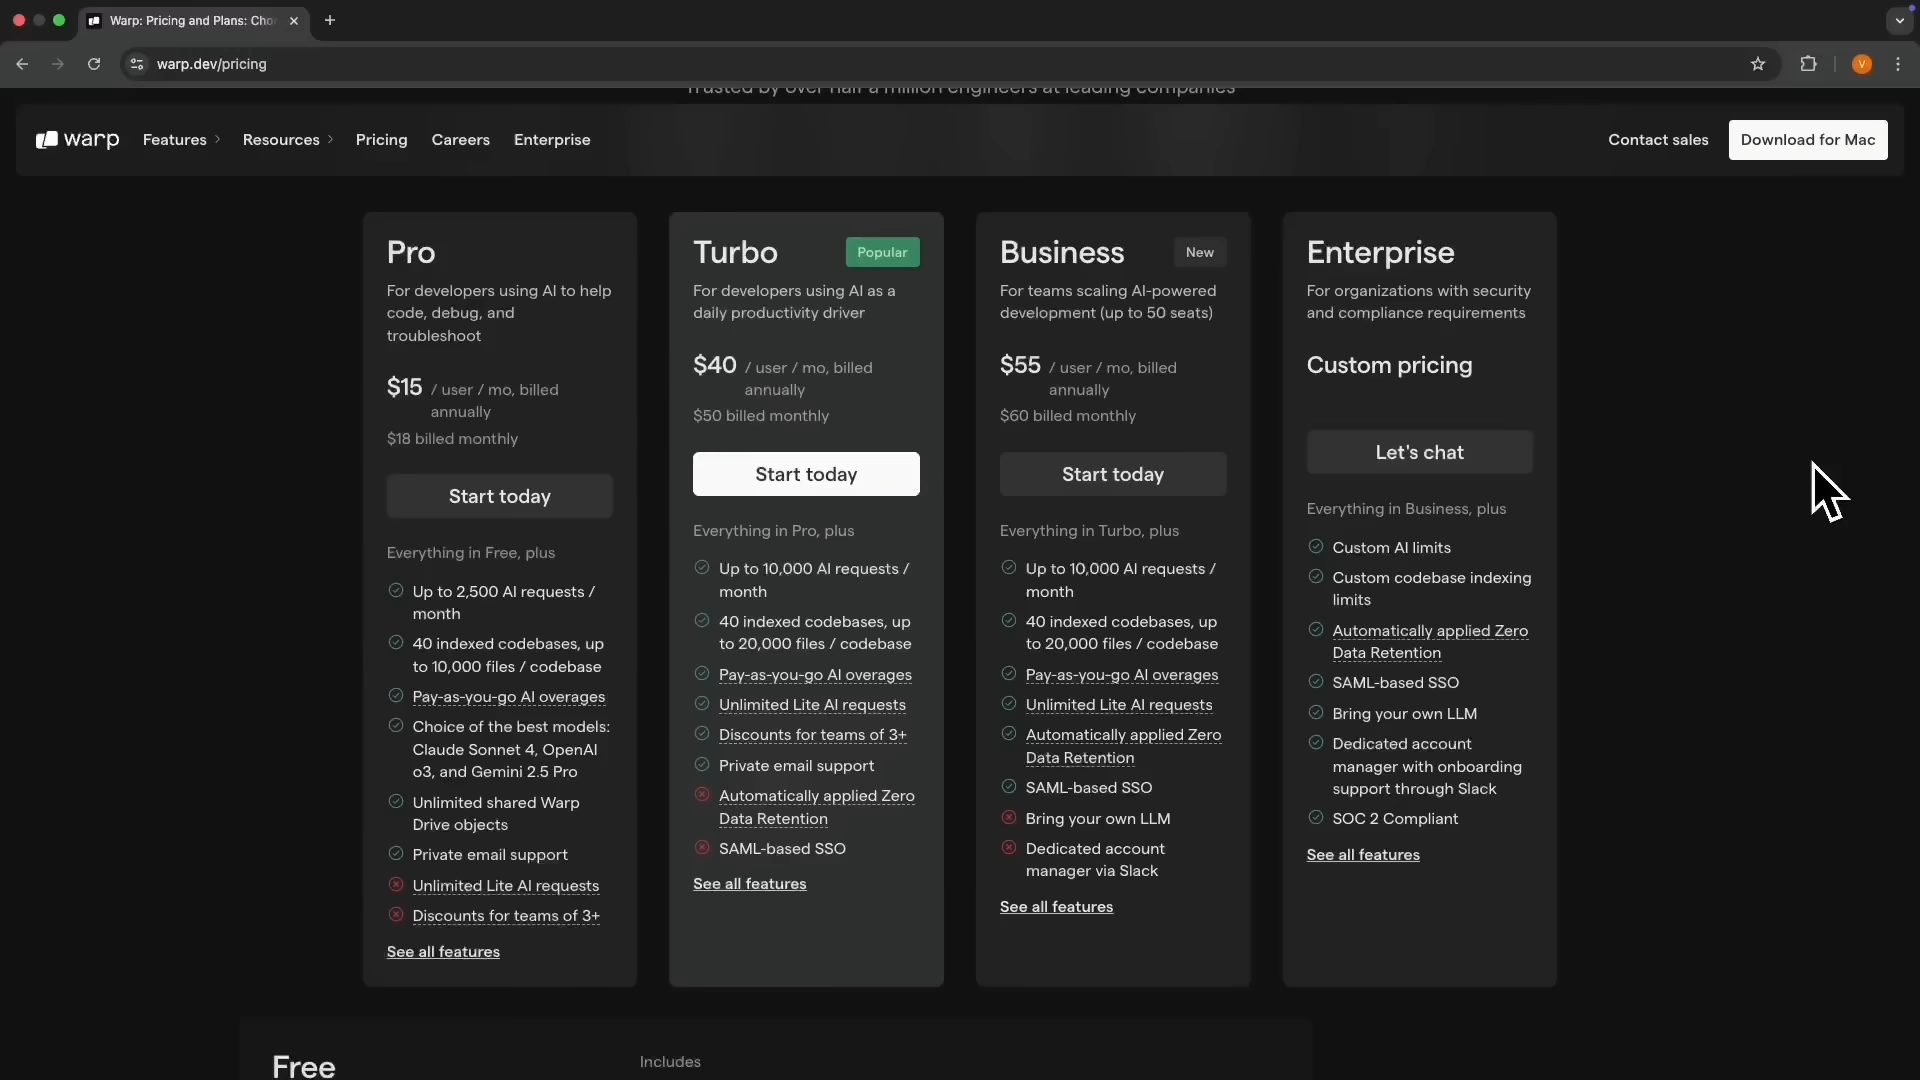 Warp: Pricing and Plans: Cho
warp.dev/pricing
Trusted by over half a million engineers at leading companies
warp
Features
Resources
Pricing
Careers
Enterprise
Contact sales
Download for Mac
V
Pro
For developers using AI to help
code, debug, and
troubleshoot
$15 / user / mo, billed
annually
$18 billed monthly
Start today
Everything in Free, plus
Up to 2,500 AI requests /
month
40 indexed codebases, up
to 10,000 files / codebase
Pay-as-you-go AI overages
Choice of the best models:
Claude Sonnet 4, OpenAI
o3, and Gemini 2.5 Pro
Unlimited shared Warp
Drive objects
Private email support
Unlimited Lite AI requests
Discounts for teams of 3+
See all features
Turbo
Popular
For developers using AI as a
daily productivity driver
$40 / user / mo, billed
annually
$50 billed monthly
Start today
Everything in Pro, plus
Up to 10,000 AI requests /
month
40 indexed codebases, up
to 20,000 files / codebase
Pay-as-you-go AI overages
Unlimited Lite AI requests
Discounts for teams of 3+
Private email support
Automatically applied Zero
Data Retention
SAML-based SSO
See all features
Business
New
For teams scaling AI-powered
development (up to 50 seats)
$55 / user / mo, billed
annually
$60 billed monthly
Start today
Everything in Turbo, plus
Up to 10,000 AI requests /
month
40 indexed codebases, up
to 20,000 files / codebase
Pay-as-you-go AI overages
Unlimited Lite AI requests
Automatically applied Zero
Data Retention
SAML-based SSO
Bring your own LLM
Dedicated account
manager via Slack
See all features
Enterprise
For organizations with security
and compliance requirements
Custom pricing
Let's chat
Everything in Business, plus
Custom AI limits
Custom codebase indexing
limits
Automatically applied Zero
Data Retention
SAML-based SSO
Bring your own LLM
Dedicated account
manager with onboarding
support through Slack
SOC 2 Compliant
See all features
Free
Includes